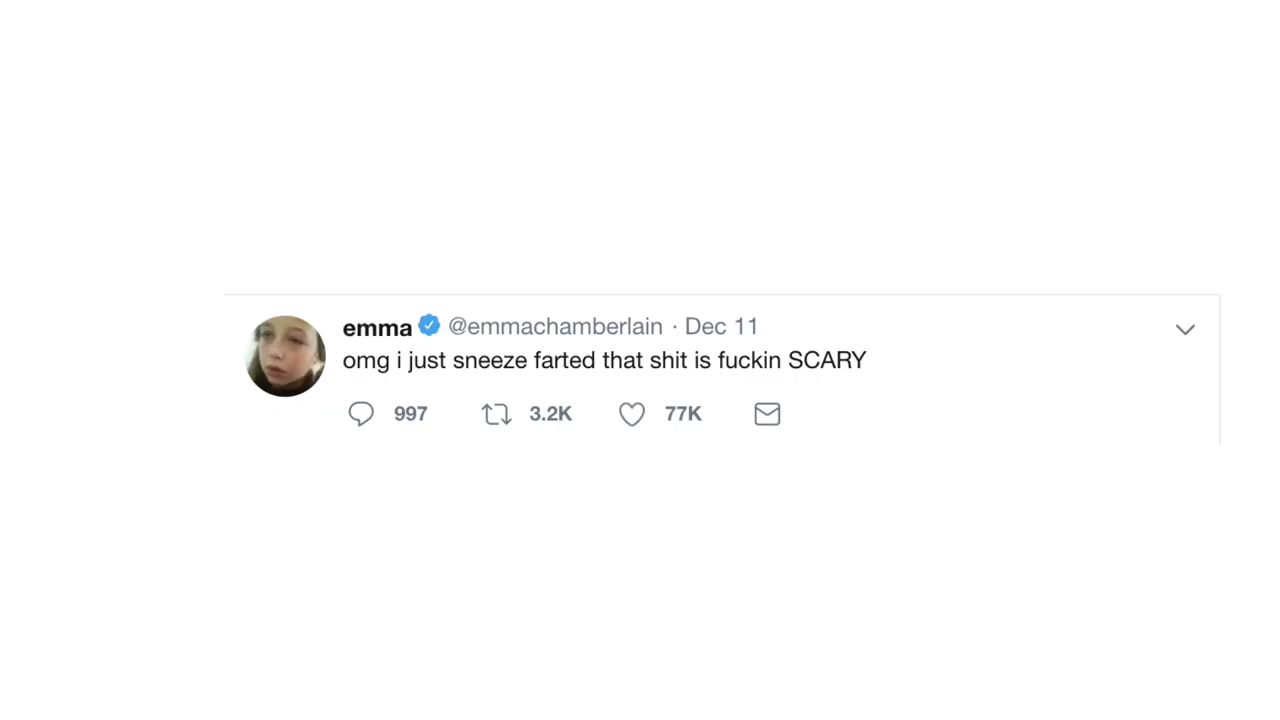 emma @emmachamberlain · Dec 11
omg i just sneeze farted that shit is fuckin SCARY
997 3.2K 77K